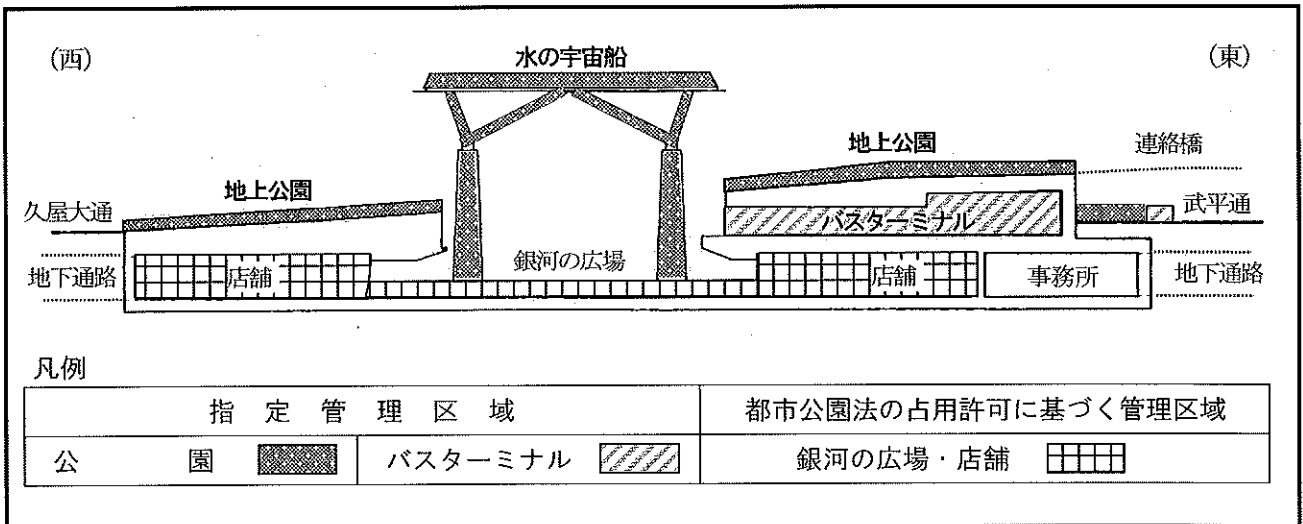 (西)
(東)
水の宇宙船
地上公園
連絡橋
地上公園
久屋大通
武平通
バスターミナル
銀河の広場
地下通路
店舗
店舗
事務所
地下通路
凡例
指定管理区域
都市公園法の占用許可に基づく管理区域
公園
バスターミナル
銀河の広場・店舗